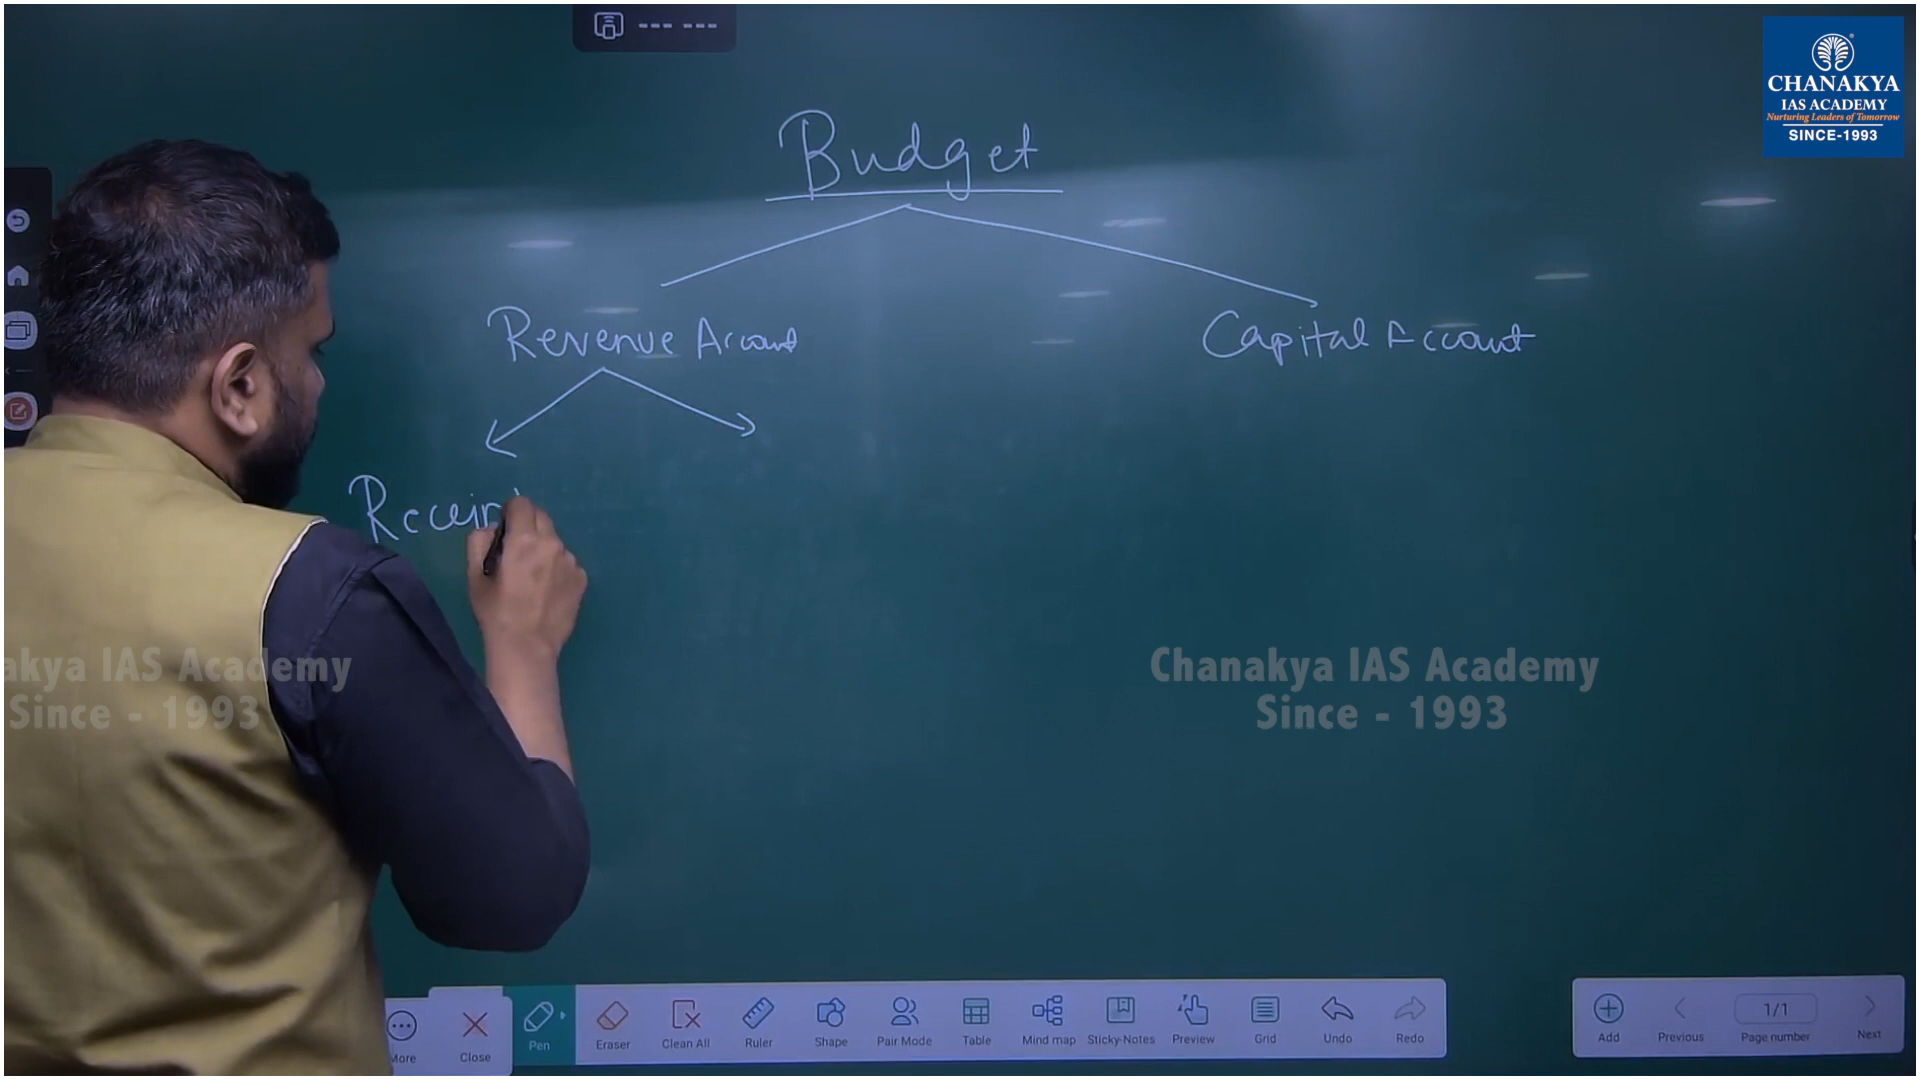 CHANAKYA
IAS ACADEMY
Nurturing Leaders of Tomorrow
SINCE-1993
Budget
Revenue Account
Capital Account
akya IAS Academy
Since - 1993
Chanakya IAS Academy
Since - 1993
More
Close
Pen
Eraser
Clean All
Ruler
Shape
Pair Mode
Table
Mind map
Sticky-Notes
Preview
Grid
Undo
Redo
Add
Previous
1/1
Page number
Next